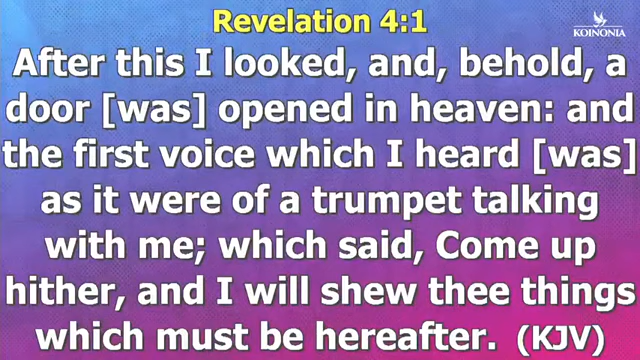 Revelation 4:1
KOINONIA
After this I looked, and, behold, a
door [was] opened in heaven: and
the first voice which I heard [was]
as it were of a trumpet talking
with me; which said, Come up
hither, and I will shew thee things
which must be hereafter. (KJV)